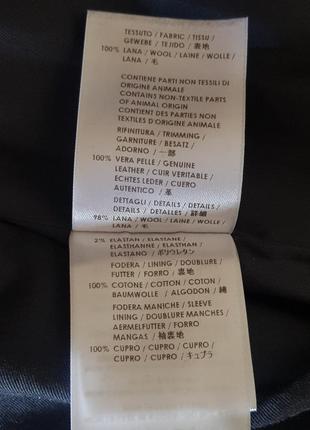 TESSUTO / FABRIC / TISSU /
GEWEBE / TEJIDO / 裏地
100% LANA / WOOL / LAINE / WOLLE /
LANA / 毛
CONTIENE PARTI NON TESSILI DI
ORIGINE ANIMALE
CONTAINS NON-TEXTILE PARTS
OF ANIMAL ORIGIN
CONTIENT DES PARTIES NON
TEXTILES D'ORIGINE ANIMALE
RIFINITURA / TRIMMING /
GARNITURE / BESATZ /
ADORNO / 一部
100% VERA PELLE / GENUINE
LEATHER / CUIR VERITABLE /
ECHTES LEDER / CUERO
AUTENTICO / 革
DETTAGLI / DETAILS / DETAILS /
DETAILS / DETALLES / 詳細
98% LANA / WOOL / LAINE / WOLLE /
LANA / 毛
2% ELASTAN / ELASTANE /
ELASTHANNE / ELASTHAN /
ELASTANO / ポリウレタン
FODERA / LINING / DOUBLURE /
FUTTER / FORRO / 裏地
100% COTONE / COTTON / COTON /
BAUMWOLLE / ALGODON / 綿
FODERA MANICHE / SLEEVE
LINING / DOUBLURE MANCHES /
AERMELFUTTER / FORRO
MANGAS / 袖裏地
100% CUPRO / CUPRO / CUPRO /
CUPRO / CUPRO / キュプラ